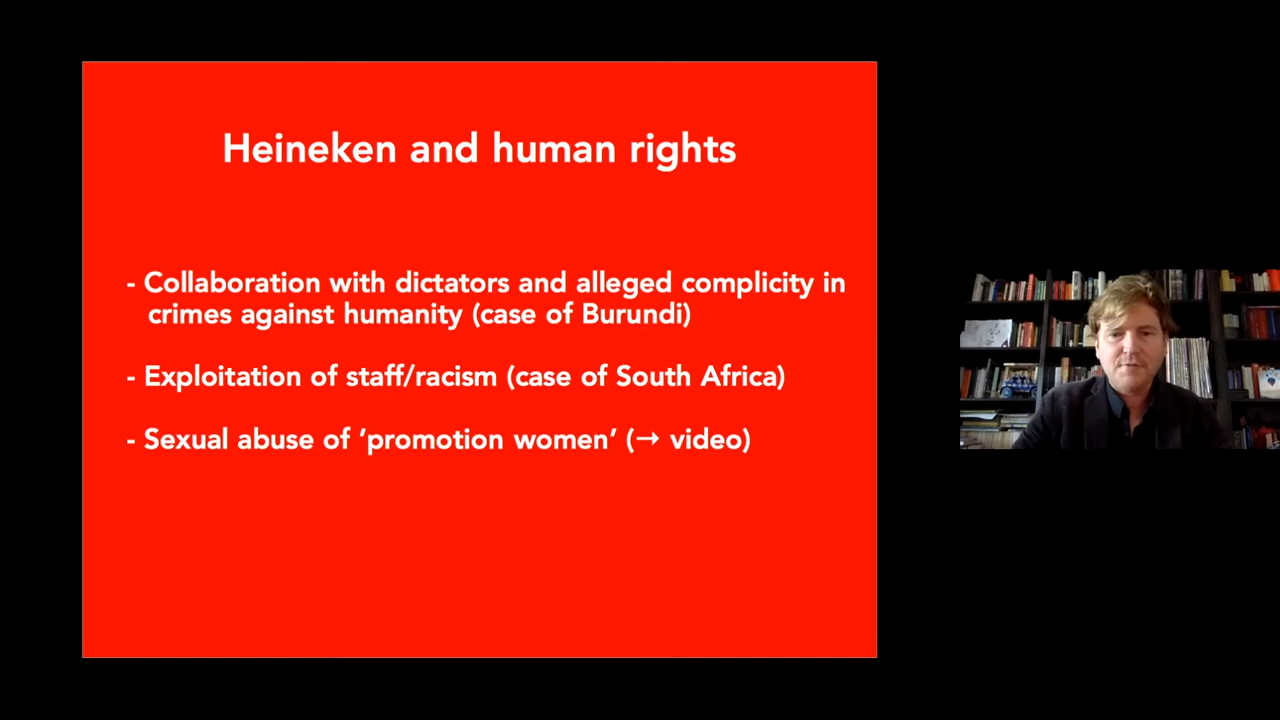 Heineken and human rights
- Collaboration with dictators and alleged complicity in
crimes against humanity (case of Burundi)
- Exploitation of staff/racism (case of South Africa)
- Sexual abuse of ’promotion women’ (→ video)